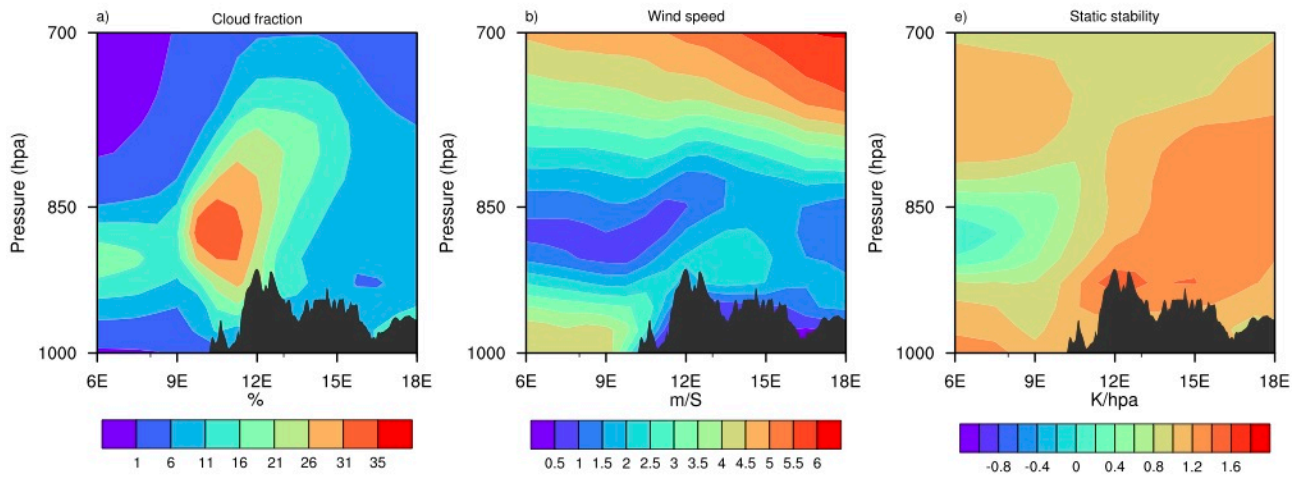 a) Cloud fraction
700
850
1000
Pressure (hpa)
6E 9E 12E 15E 18E
%
1 6 11 16 21 26 31 35
b) Wind speed
700
850
1000
Pressure (hpa)
6E 9E 12E 15E 18E
m/S
0.5 1 1.5 2 2.5 3 3.5 4 4.5 5 5.5 6
e) Static stability
700
850
1000
Pressure (hpa)
6E 9E 12E 15E 18E
K/hpa
-0.8 -0.4 0 0.4 0.8 1.2 1.6